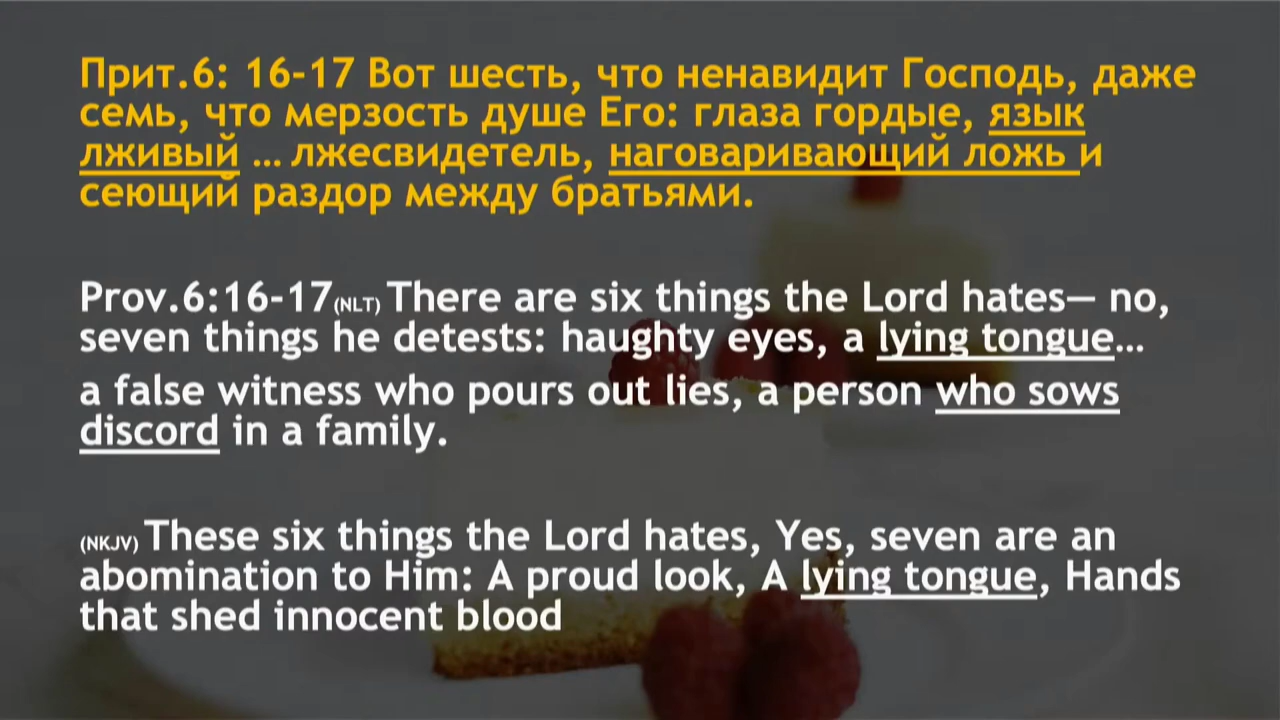 Прит.6: 16-17 Вот шесть, что ненавидит Господь, даже
семь, что мерзость душе Его: глаза гордые, язык
лживый … лжесвидетель, наговаривающий ложь и
сеющий раздор между братьями.
Prov.6:16-17(NLT) There are six things the Lord hates— no,
seven things he detests: haughty eyes, a lying tongue…
a false witness who pours out lies, a person who sows
discord in a family.
(NKJV) These six things the Lord hates, Yes, seven are an
abomination to Him: A proud look, A lying tongue, Hands
that shed innocent blood